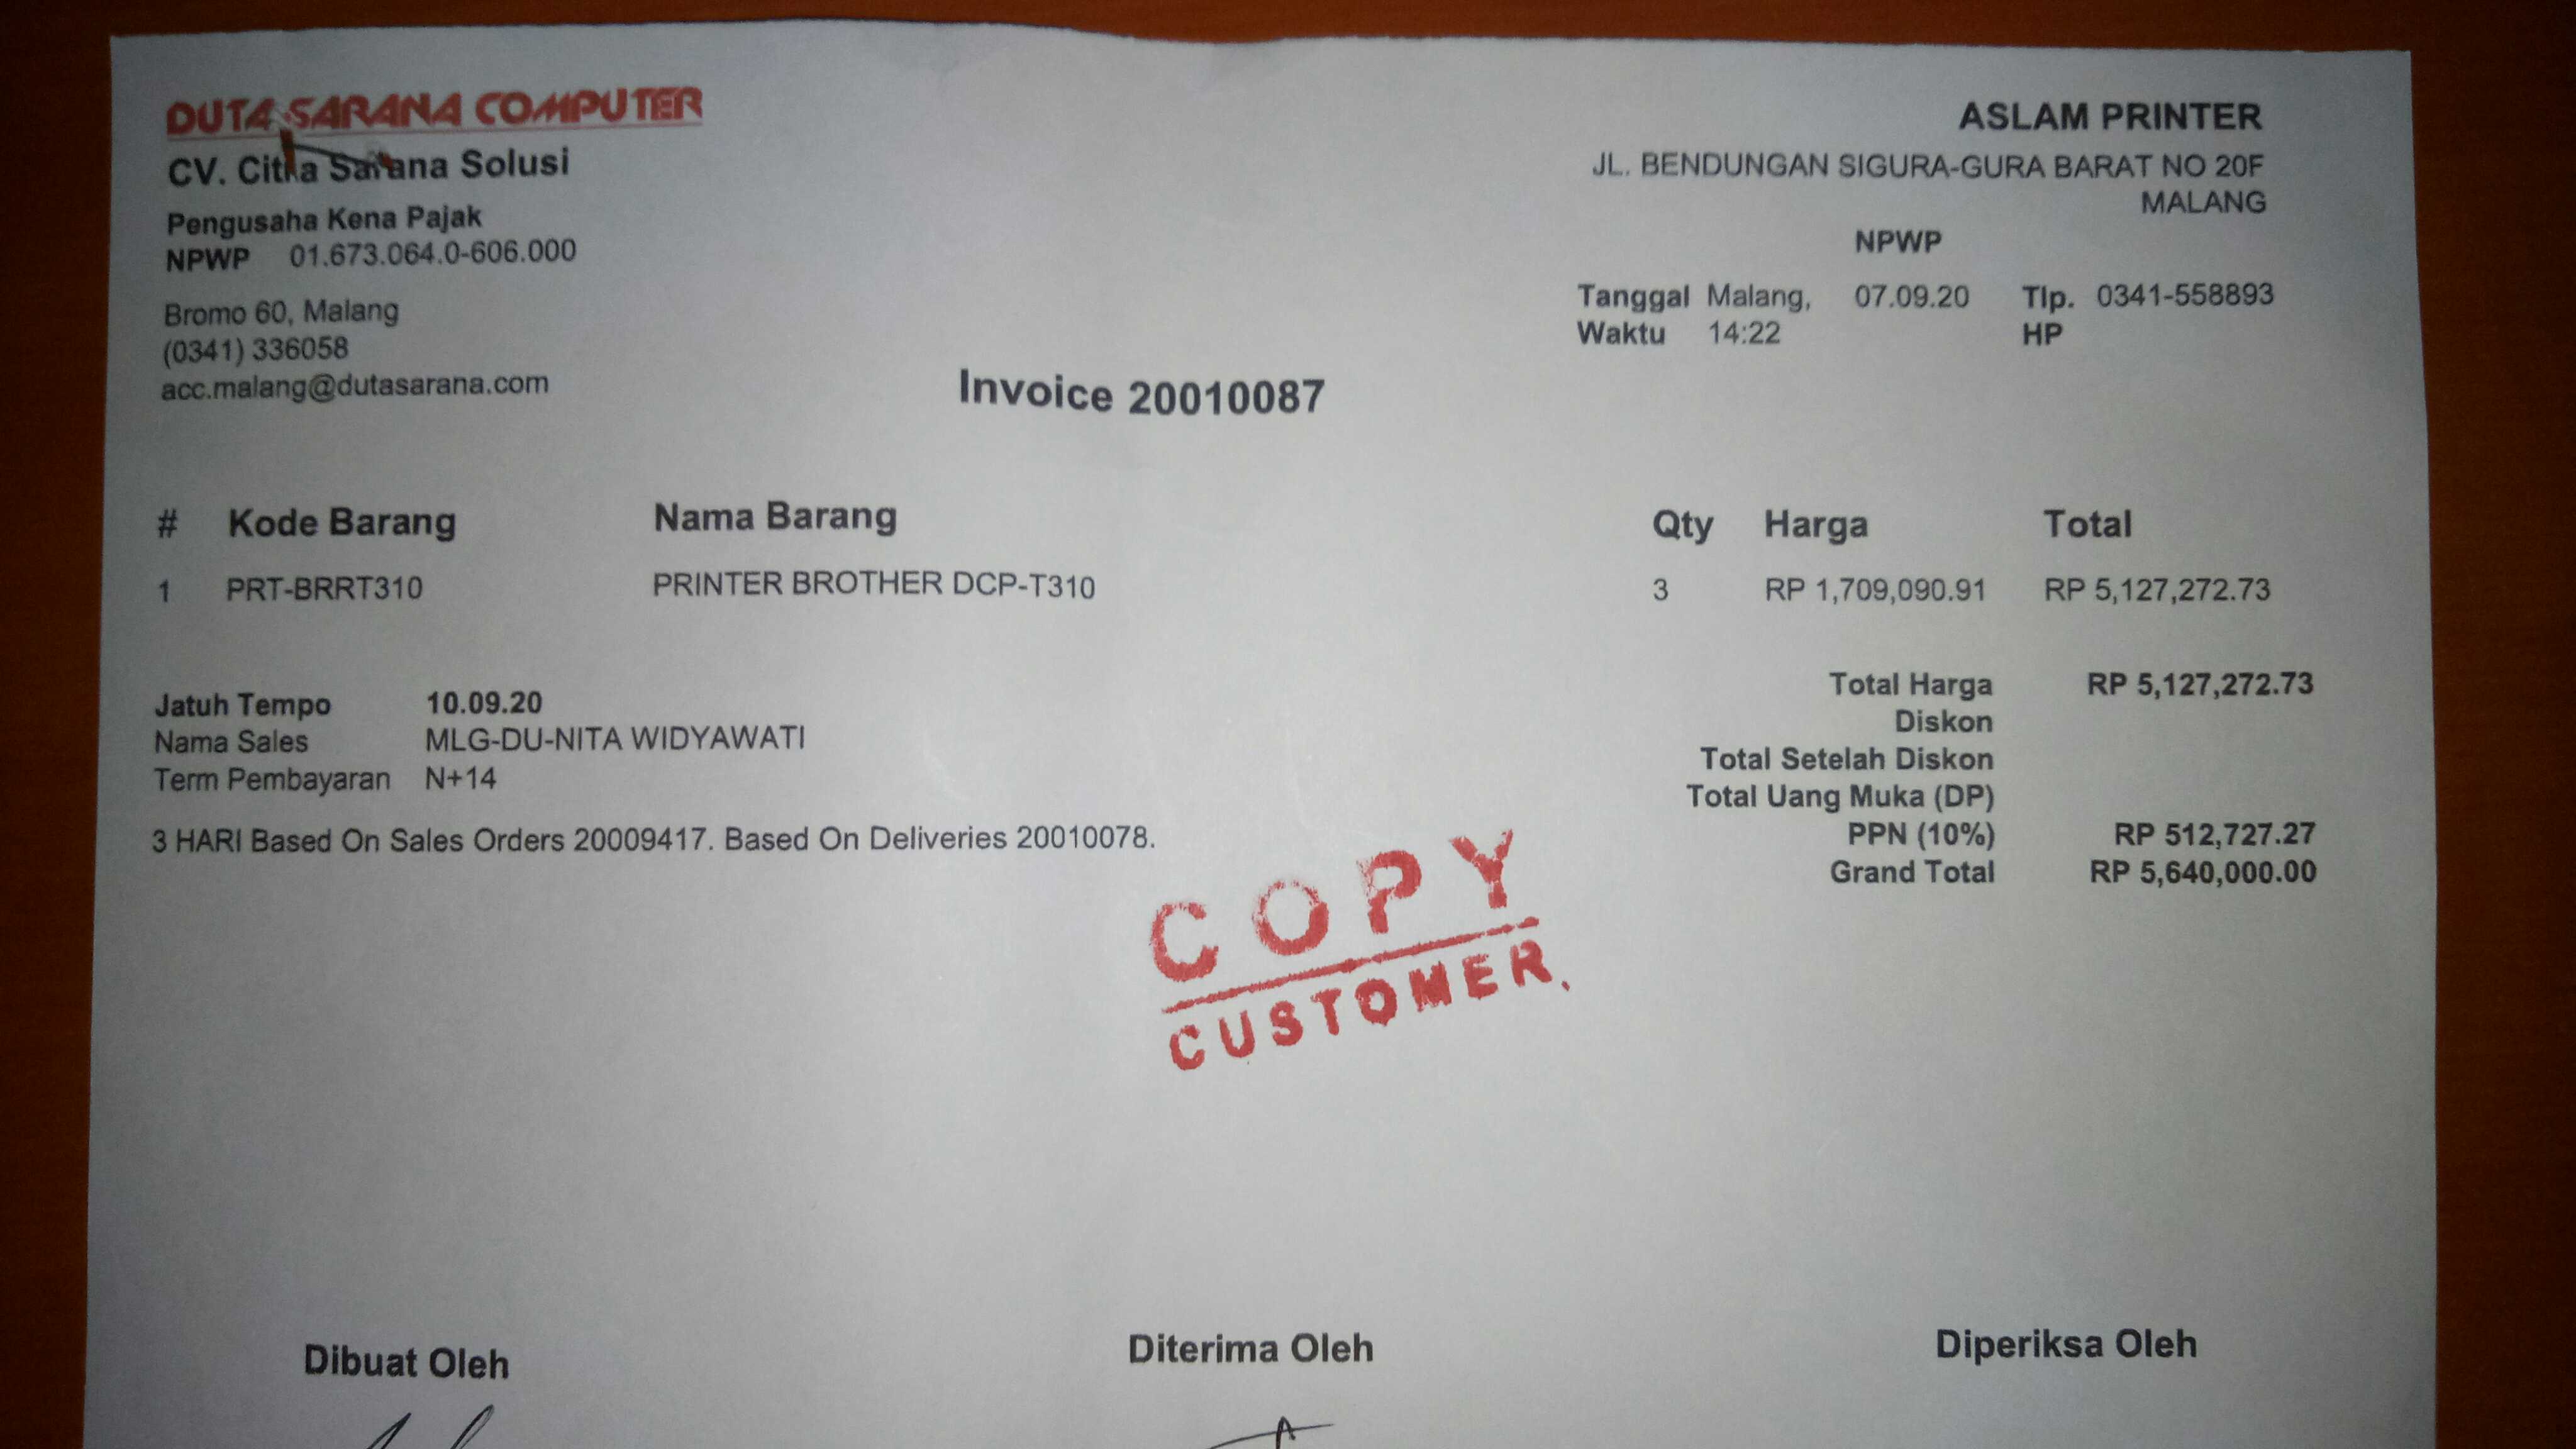 DUTA SARANA COMPUTER
CV. Citra Sarana Solusi
Pengusaha Kena Pajak
NPWP 01.673.064.0-606.000
Bromo 60, Malang
(0341) 336058
acc.malang@dutasarana.com
ASLAM PRINTER
JL. BENDUNGAN SIGURA-GURA BARAT NO 20F
MALANG
NPWP
Tanggal Malang, 07.09.20 Tlp. 0341-558893
Waktu 14:22 HP
Invoice 20010087
# Kode Barang Nama Barang Qty Harga Total
1 PRT-BRRT310 PRINTER BROTHER DCP-T310 3 RP 1,709,090.91 RP 5,127,272.73
Jatuh Tempo 10.09.20
Nama Sales MLG-DU-NITA WIDYAWATI
Term Pembayaran N+14
3 HARI Based On Sales Orders 20009417. Based On Deliveries 20010078.
Total Harga RP 5,127,272.73
Diskon
Total Setelah Diskon
Total Uang Muka (DP)
PPN (10%) RP 512,727.27
Grand Total RP 5,640,000.00
COPY
CUSTOMER.
Dibuat Oleh Diterima Oleh Diperiksa Oleh